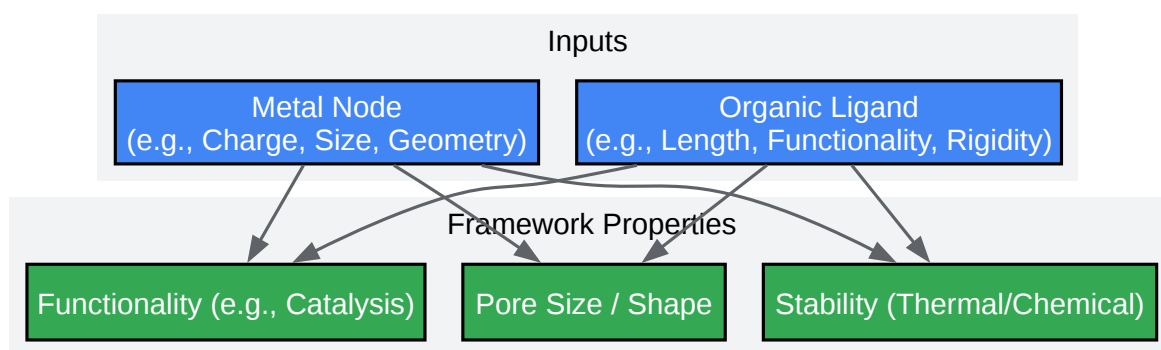 Inputs
Metal Node
(e.g., Charge, Size, Geometry)
Organic Ligand
(e.g., Length, Functionality, Rigidity)
Framework Properties
Functionality (e.g., Catalysis)
Pore Size / Shape
Stability (Thermal/Chemical)